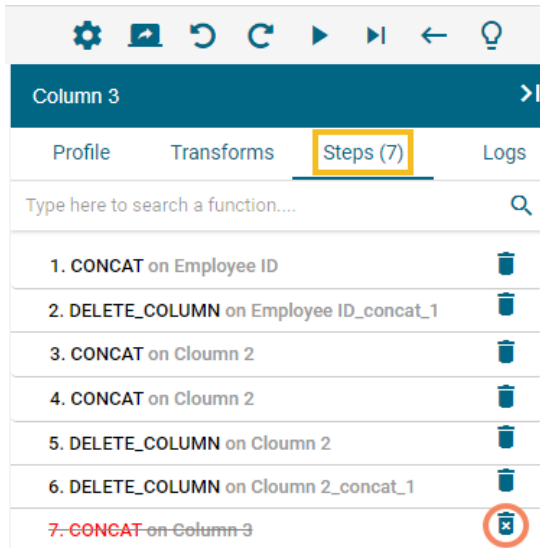 Column 3
Profile Transforms Steps (7) Logs
Type here to search a function....
1. CONCAT on Employee ID
2. DELETE_COLUMN on Employee ID_concat_1
3. CONCAT on Cloumn 2
4. CONCAT on Cloumn 2
5. DELETE_COLUMN on Cloumn 2
6. DELETE_COLUMN on Cloumn 2_concat_1
7. CONCAT on Column 3